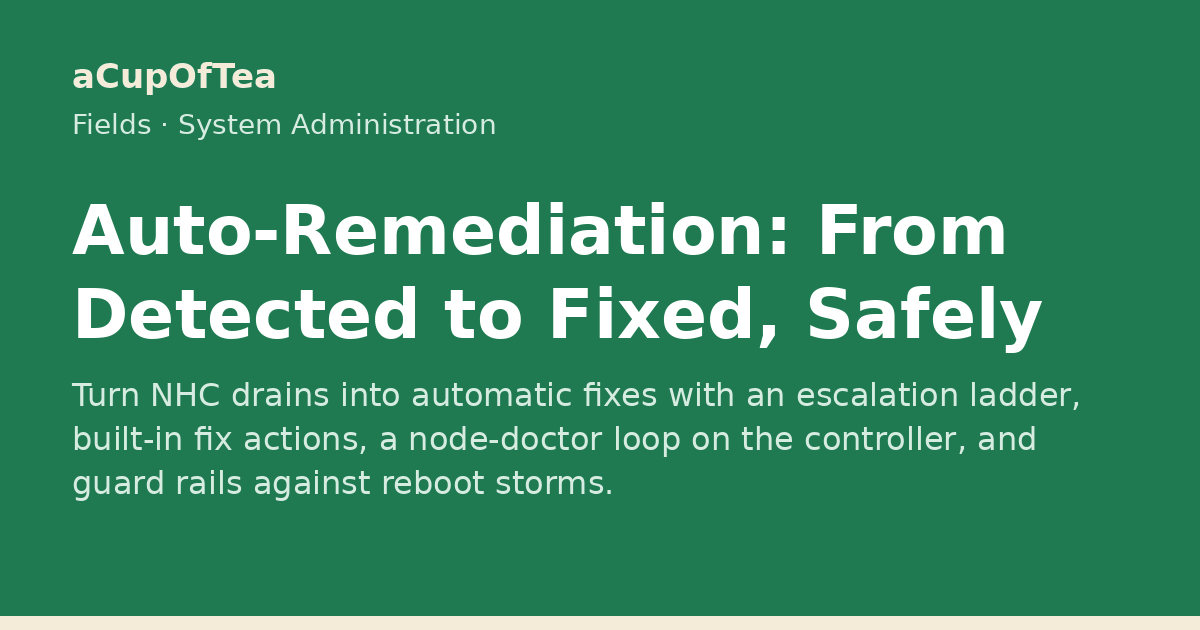 aCupOfTea
Fields · System Administration
Auto-Remediation: From
Detected to Fixed, Safely
Turn NHC drains into automatic fixes with an escalation ladder,
built-in fix actions, a node-doctor loop on the controller, and
guard rails against reboot storms.